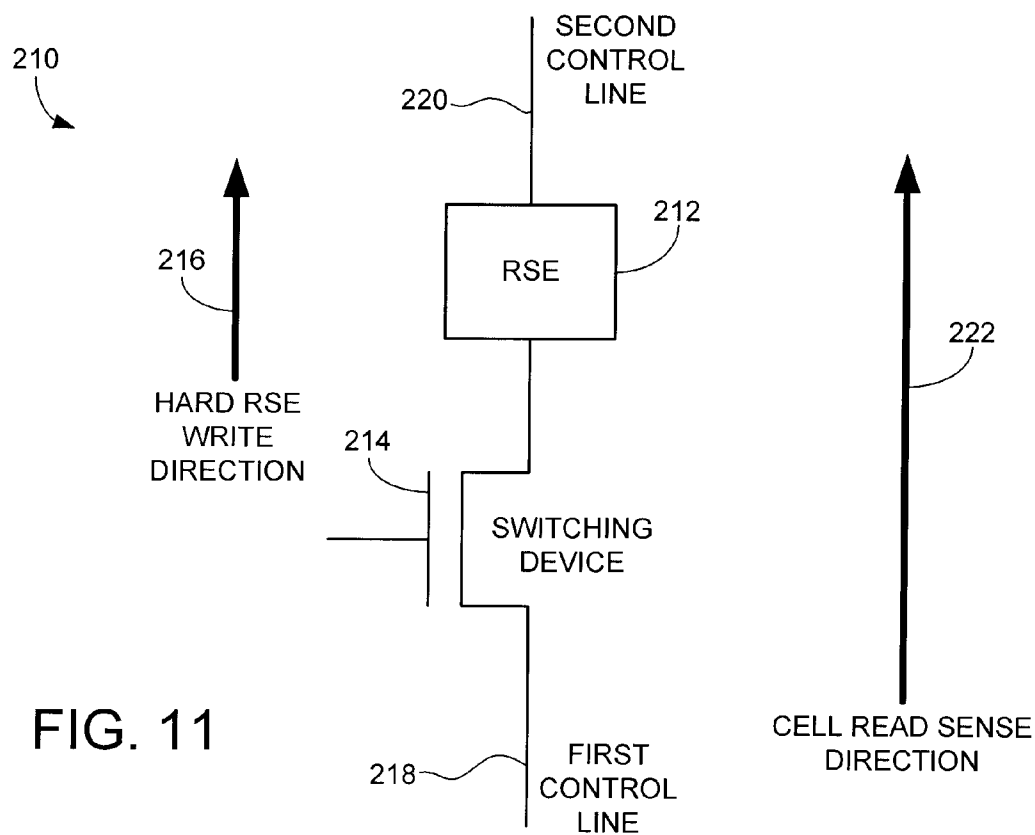 SECOND
CONTROL
LINE
210
220
212
RSE
216
222
HARD RSE
WRITE
DIRECTION
214
SWITCHING
DEVICE
FIG. 11
218
FIRST
CONTROL
LINE
CELL READ SENSE
DIRECTION